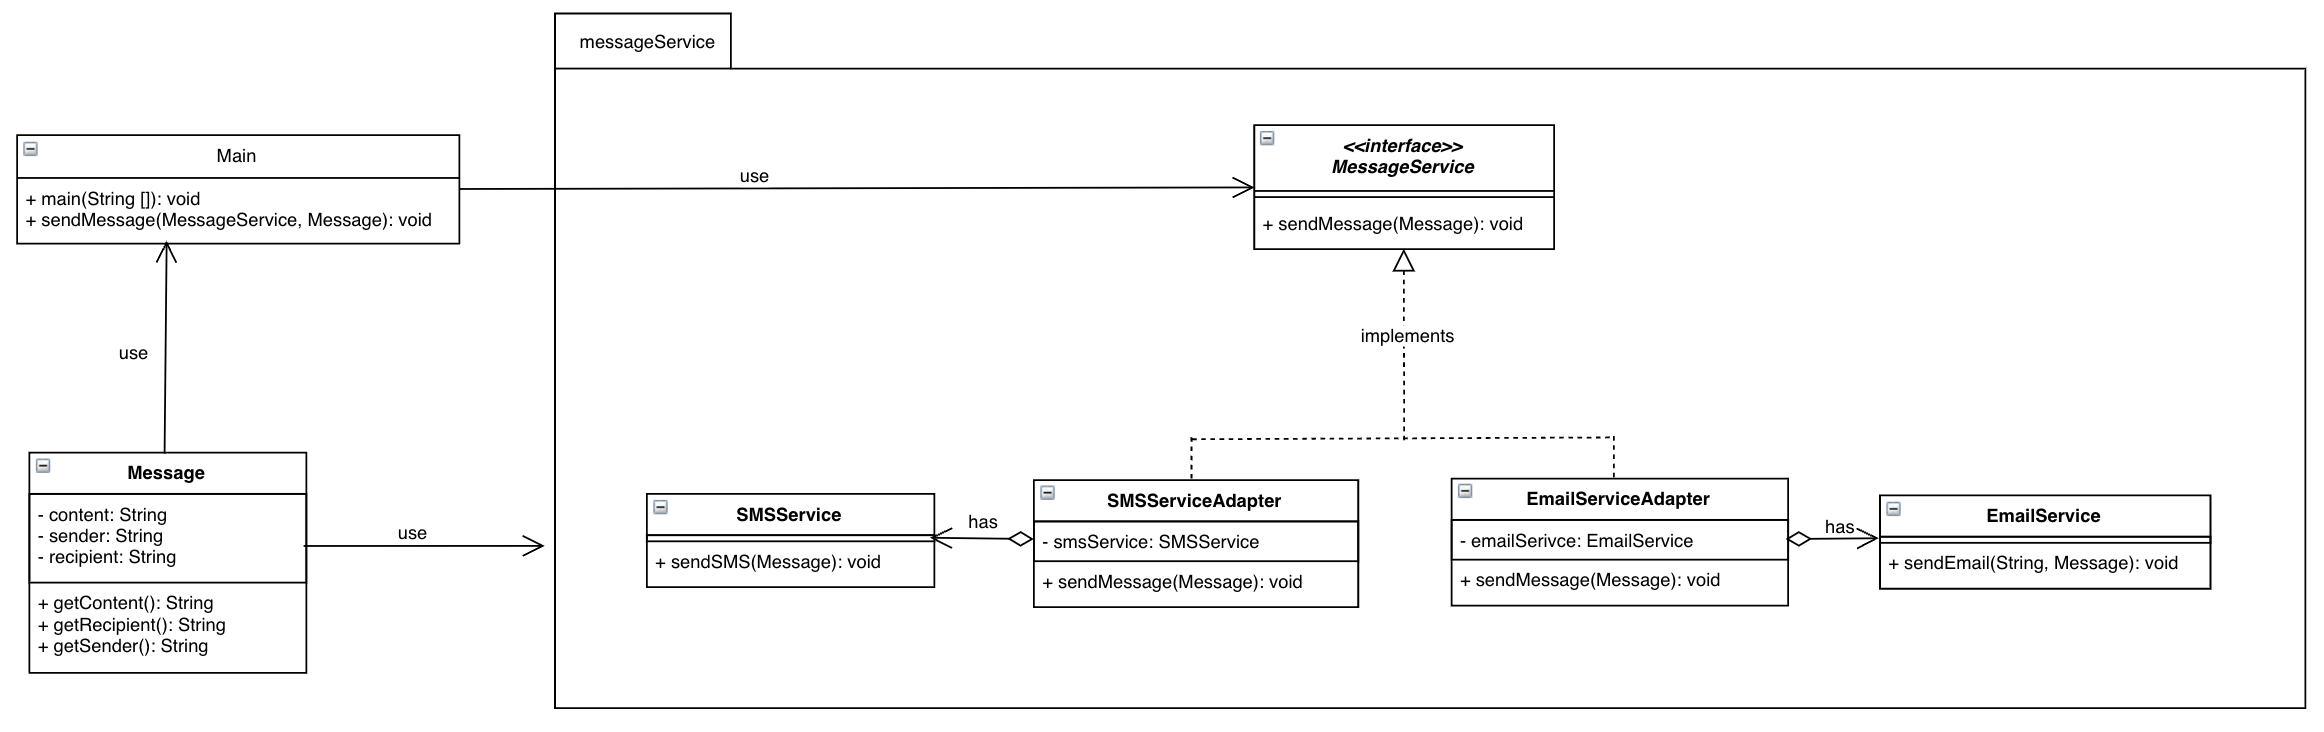 messageService
Main
+ main(String []): void
+ sendMessage(MessageService, Message): void
use
<<interface>>
MessageService
+ sendMessage(Message): void
use
implements
Message
- content: String
- sender: String
- recipient: String
+ getContent(): String
+ getRecipient(): String
+ getSender(): String
use
SMSService
+ sendSMS(Message): void
has
SMSServiceAdapter
- smsService: SMSService
+ sendMessage(Message): void
EmailServiceAdapter
- emailSerivce: EmailService
+ sendMessage(Message): void
has
EmailService
+ sendEmail(String, Message): void